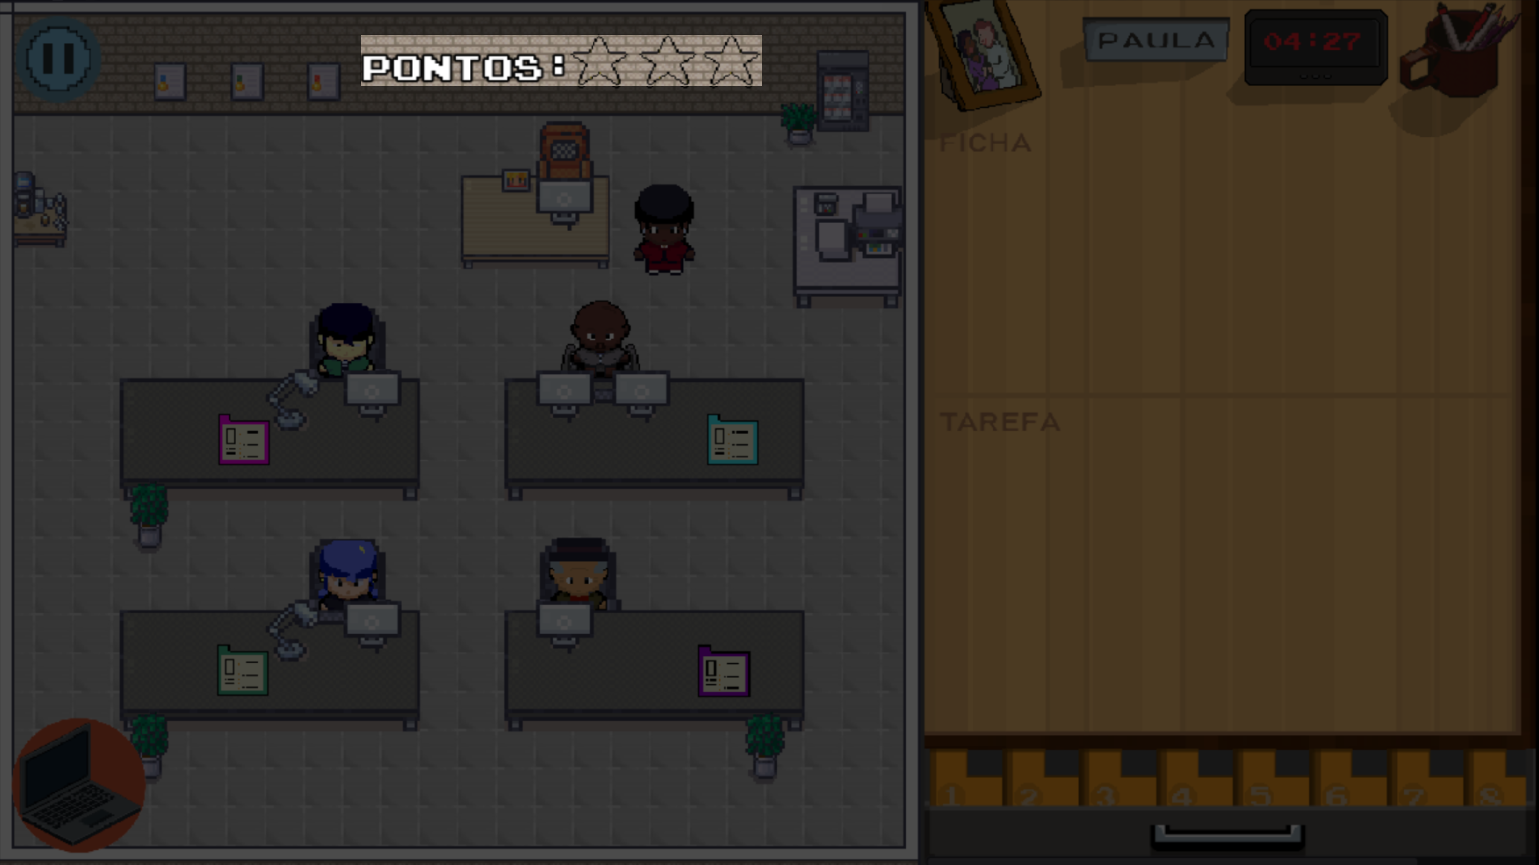 PONTOS:
PAULA
04:27
FICHA
TAREFA
1 2 3 4 5 6 7 8